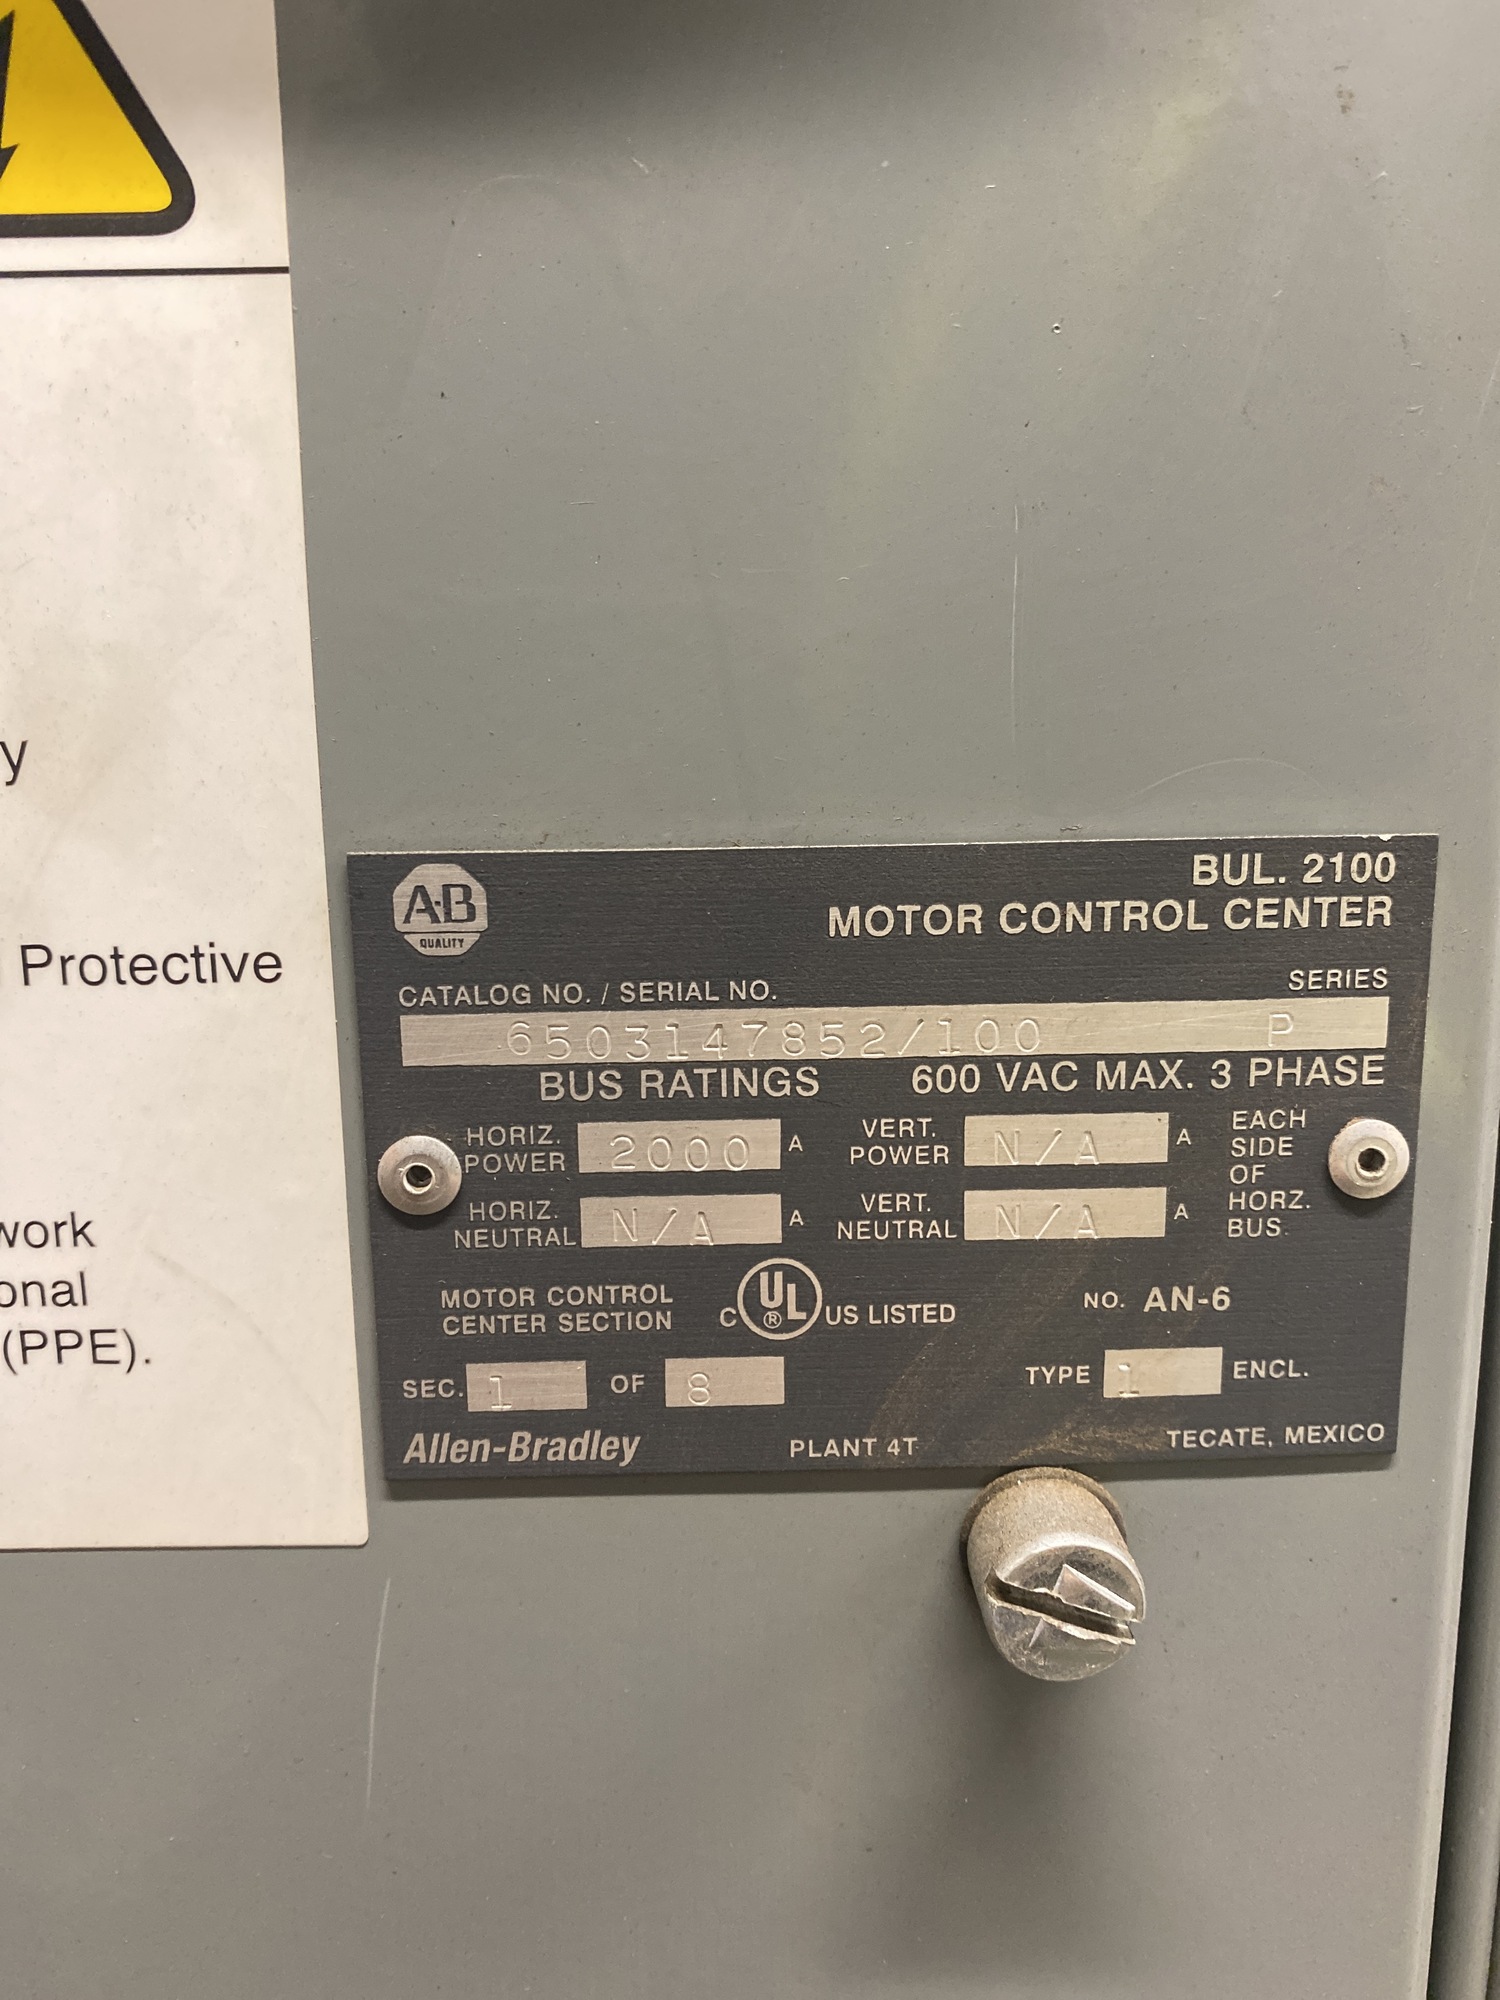 y
Protective
work
onal
(PPE).
A-B
QUALITY
BUL. 2100
MOTOR CONTROL CENTER
CATALOG NO. / SERIAL NO. SERIES
6503147852/100 P
BUS RATINGS 600 VAC MAX. 3 PHASE
HORIZ. POWER 2000 A VERT. POWER N/A A EACH SIDE OF HORZ. BUS.
HORIZ. NEUTRAL N/A A VERT. NEUTRAL N/A A
MOTOR CONTROL
CENTER SECTION
C UL ® US LISTED NO. AN-6
SEC. 1 OF 8 TYPE 1 ENCL.
Allen-Bradley PLANT 4T TECATE, MEXICO